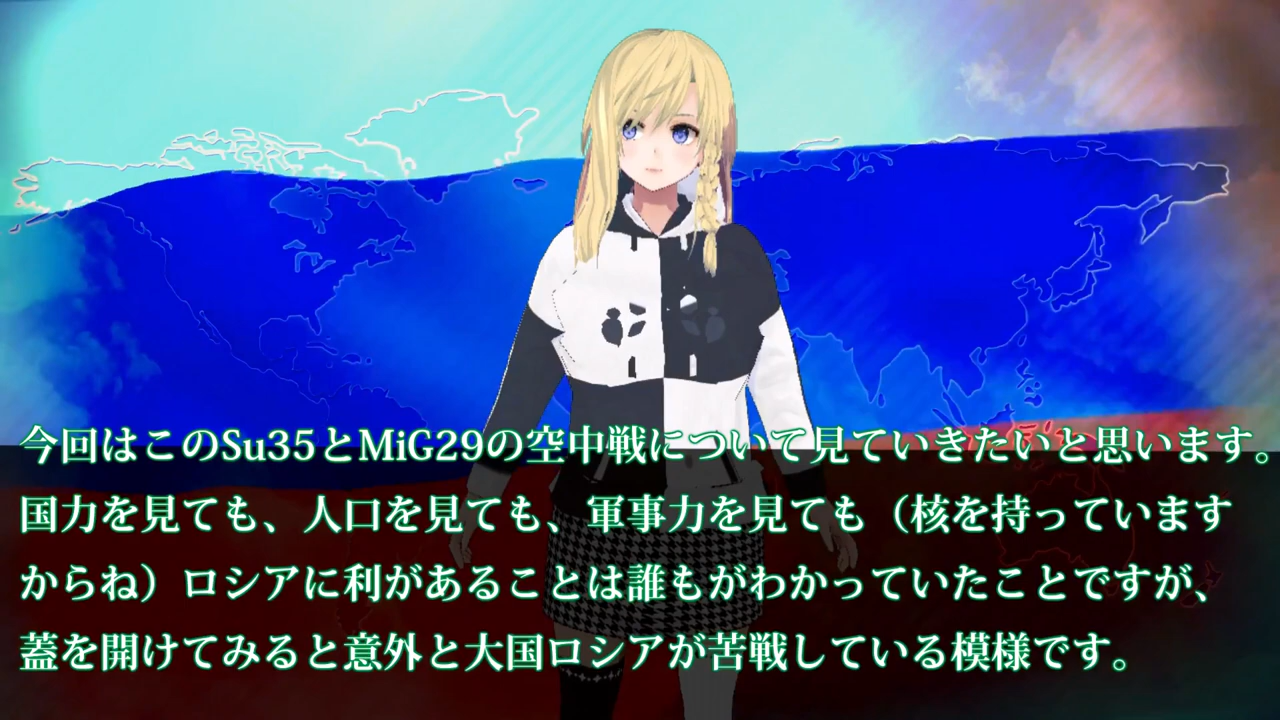 今回はこのSu35とMiG29の空中戦について見ていきたいと思います。
国力を見ても、人口を見ても、軍事力を見ても（核を持っています
からね）ロシアに利があることは誰もがわかっていたことですが、
蓋を開けてみると意外と大国ロシアが苦戦している模様です。